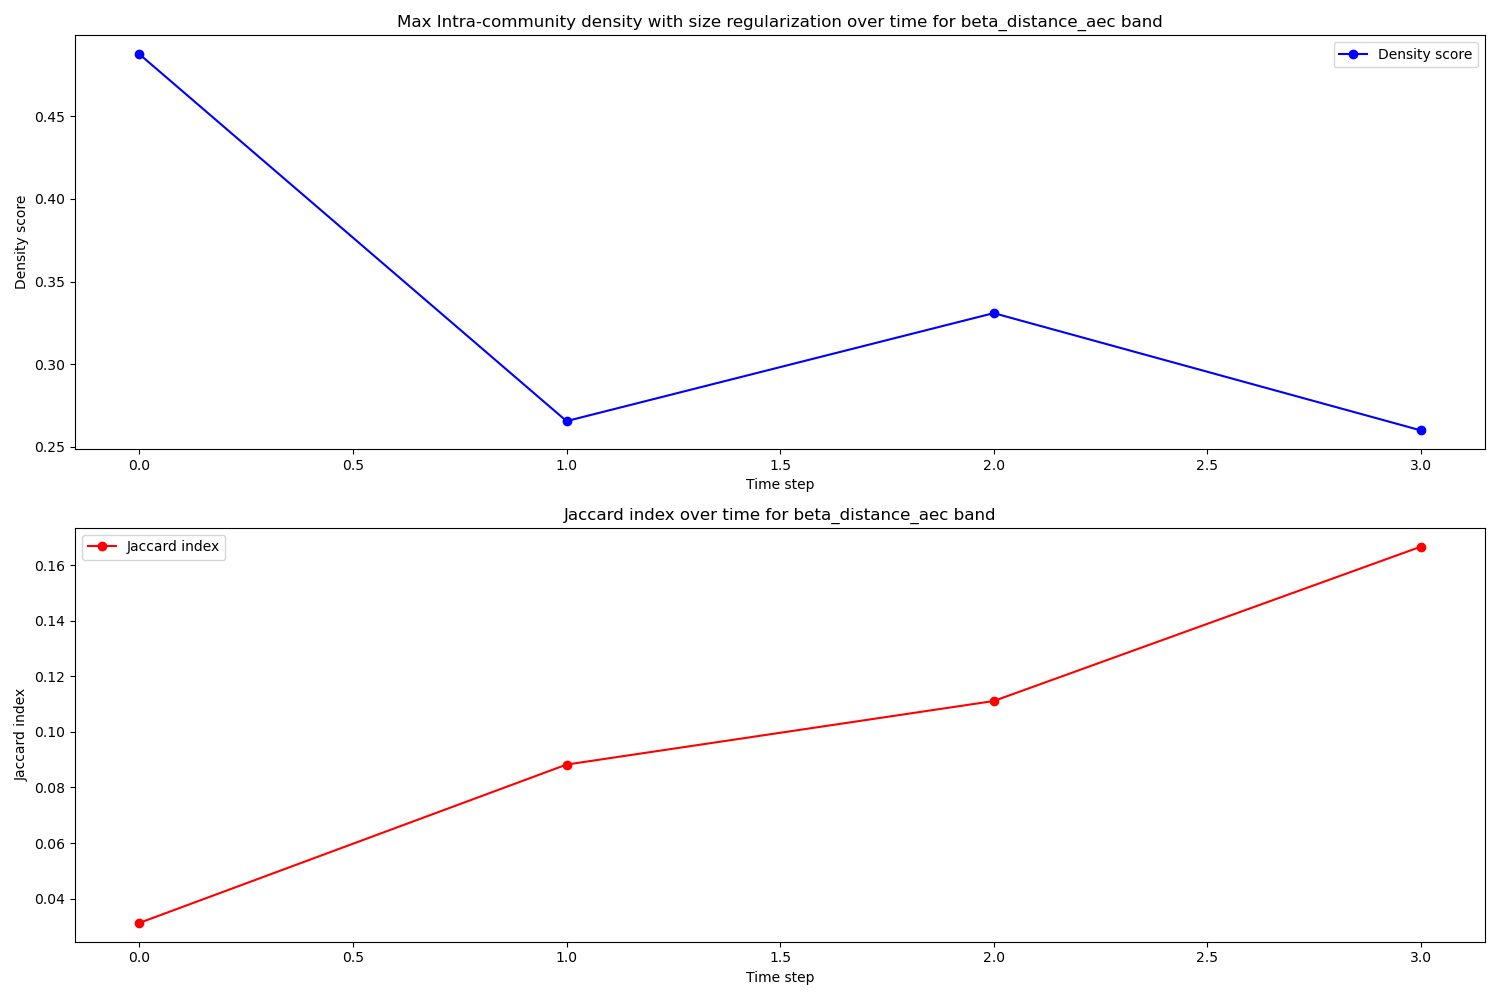 Max Intra-community density with size regularization over time for beta_distance_aec band
Density score
Density score
0.45
0.40
0.35
0.30
0.25
0.0 0.5 1.0 1.5 2.0 2.5 3.0
Time step
Jaccard index over time for beta_distance_aec band
Jaccard index
Jaccard index
0.16
0.14
0.12
0.10
0.08
0.06
0.04
0.0 0.5 1.0 1.5 2.0 2.5 3.0
Time step